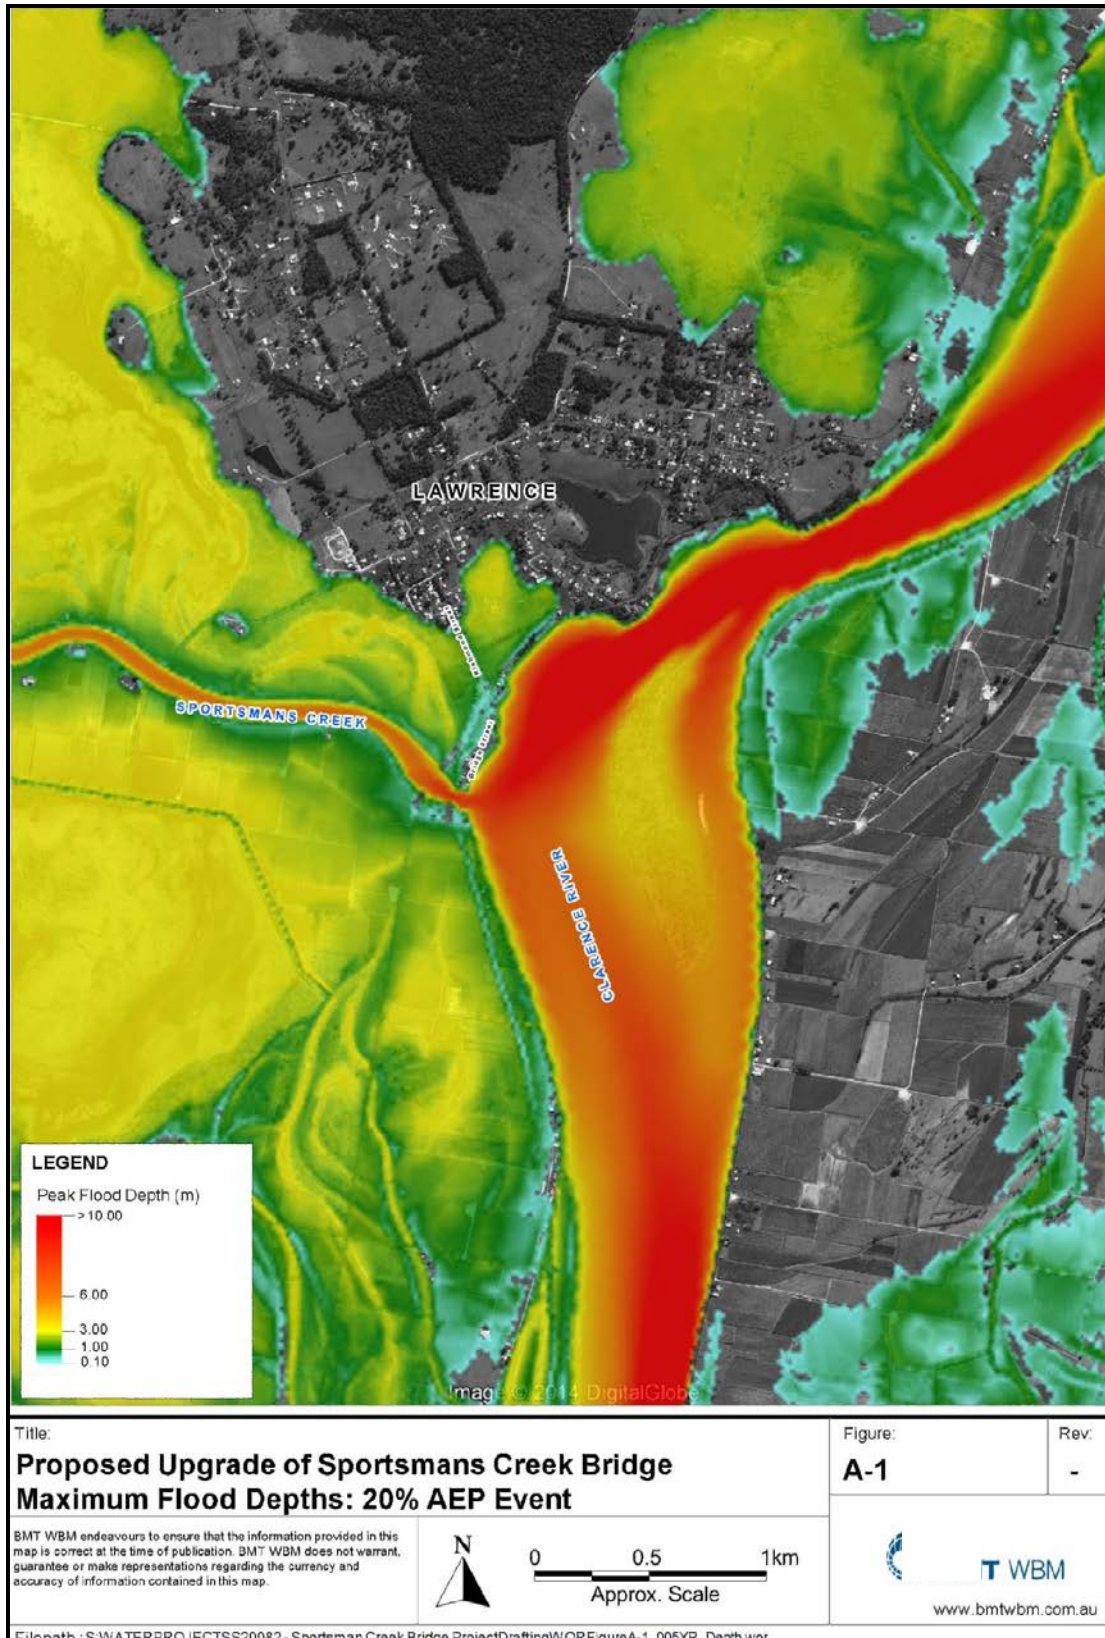 LAWRENCE
SPORTSMANS CREEK
CLARENCE RIVER
LEGEND
Peak Flood Depth (m)
>10.00
6.00
3.00
1.00
0.10
Image © 2014 DigitalGlobe
Title:
Proposed Upgrade of Sportsmans Creek Bridge
Maximum Flood Depths: 20% AEP Event
Figure:
A-1
Rev:
-
BMT WBM endeavours to ensure that the information provided in this
map is correct at the time of publication. BMT WBM does not warrant,
guarantee or make representations regarding the currency and
accuracy of information contained in this map.
N
0 0.5 1km
Approx. Scale
T WBM
www.bmtwbm.com.au